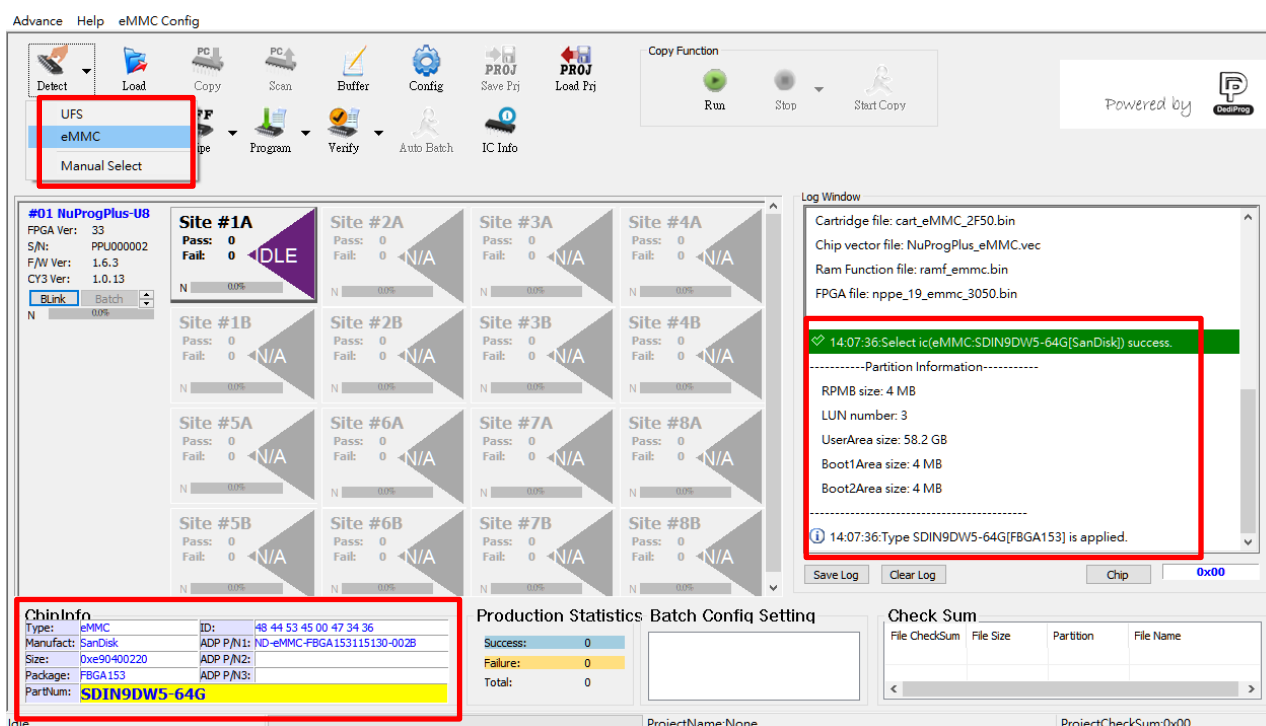 Advance Help eMMC Config
Detect Load Copy Scan Buffer Config Save Prj Load Prj
PC PC PROJ PROJ
UFS
eMMC
Manual Select
Program Verify Auto Batch IC Info
Copy Function
Run Stop Start Copy
Powered by DediProg
#01 NuProgPlus-U8
FPGA Ver: 33
S/N: PPU000002
F/W Ver: 1.6.3
CY3 Ver: 1.0.13
BLink Batch
N 0.0%
Site #1A
Pass: 0
Fail: 0
IDLE
N 0.0%
Site #2A
Pass: 0
Fail: 0
N/A
N 0.0%
Site #3A
Pass: 0
Fail: 0
N/A
N 0.0%
Site #4A
Pass: 0
Fail: 0
N/A
N 0.0%
Site #1B
Pass: 0
Fail: 0
N/A
N 0.0%
Site #2B
Pass: 0
Fail: 0
N/A
N 0.0%
Site #3B
Pass: 0
Fail: 0
N/A
N 0.0%
Site #4B
Pass: 0
Fail: 0
N/A
N 0.0%
Site #5A
Pass: 0
Fail: 0
N/A
N 0.0%
Site #6A
Pass: 0
Fail: 0
N/A
N 0.0%
Site #7A
Pass: 0
Fail: 0
N/A
N 0.0%
Site #8A
Pass: 0
Fail: 0
N/A
N 0.0%
Site #5B
Pass: 0
Fail: 0
N/A
N 0.0%
Site #6B
Pass: 0
Fail: 0
N/A
N 0.0%
Site #7B
Pass: 0
Fail: 0
N/A
N 0.0%
Site #8B
Pass: 0
Fail: 0
N/A
N 0.0%
Log Window
Cartridge file: cart_eMMC_2F50.bin
Chip vector file: NuProgPlus_eMMC.vec
Ram Function file: ramf_emmc.bin
FPGA file: nppe_19_emmc_3050.bin
14:07:36:Select ic(eMMC:SDIN9DW5-64G[SanDisk]) success.
-----------Partition Information-----------
RPMB size: 4 MB
LUN number: 3
UserArea size: 58.2 GB
Boot1Area size: 4 MB
Boot2Area size: 4 MB
-------------------------------------------
14:07:36:Type SDIN9DW5-64G[FBGA153] is applied.
Save Log Clear Log Chip 0x00
ChipInfo
Type: eMMC ID: 48 44 53 45 00 47 34 36
Manufact: SanDisk ADP P/N1: ND-eMMC-FBGA153115130-002B
Size: 0xe90400220 ADP P/N2:
Package: FBGA153 ADP P/N3:
PartNum: SDIN9DW5-64G
Production Statistics
Success: 0
Failure: 0
Total: 0
Batch Config Setting
Check Sum
File CheckSum File Size Partition File Name
Idle ProjectName:None ProjectCheckSum:0x00